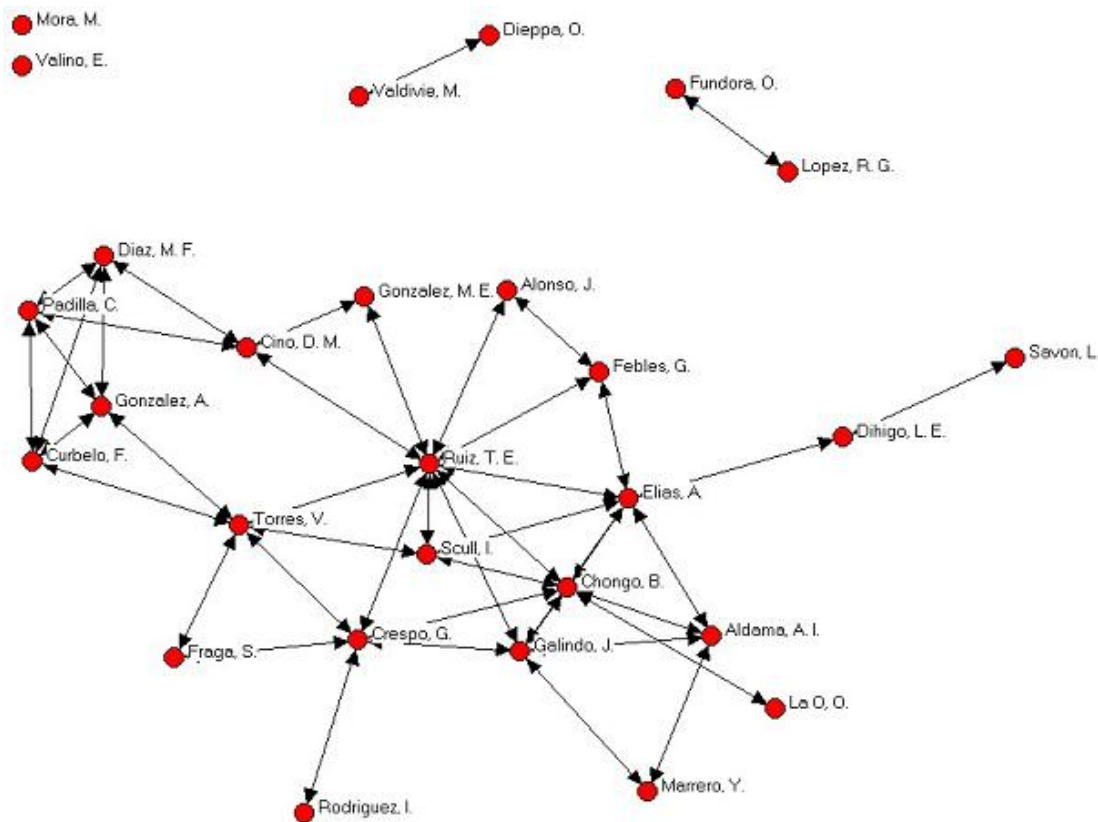 Mora, M.
Dieppa, O.
Valino, E.
Valdivie, M.
Fundora, O.
Lopez, R. G.
Diaz, M. F.
Gonzalez, M. E.
Alonso, J.
Padilla, C.
Cino, D. M.
Febles, G.
Savon, L
Gonzalez, A.
Dihigo, L. E.
Curbelo, F.
Ruiz, T. E.
Elias, A
Torres, V.
Scull, I.
Chongo, B.
Crespo, G.
Aldama, A. I.
Fraga, S.
Galindo, J.
La O, O.
Marrero, Y.
Rodriguez, I.